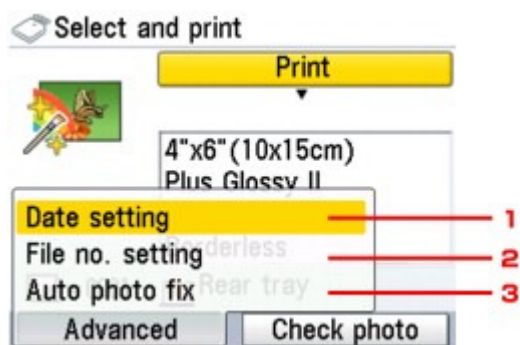 Select and print
Print
4"x6"(10x15cm)
Plus Glossy II
Date setting 1
Borderless
File no. setting 2
Auto photo fix 3
Rear tray
Advanced Check photo